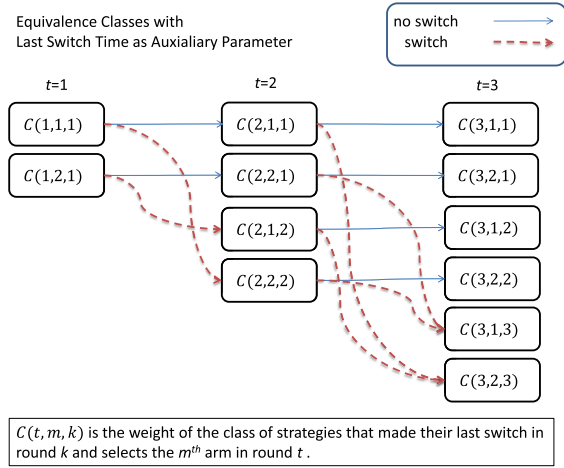 Equivalence Classes with
Last Switch Time as Auxialiary Parameter
no switch
switch
t=1
t=2
t=3
C(1,1,1)
C(2,1,1)
C(3,1,1)
C(1,2,1)
C(2,2,1)
C(3,2,1)
C(2,1,2)
C(3,1,2)
C(2,2,2)
C(3,2,2)
C(3,1,3)
C(3,2,3)
C(t, m, k) is the weight of the class of strategies that made their last switch in
round k and selects the mth arm in round t .